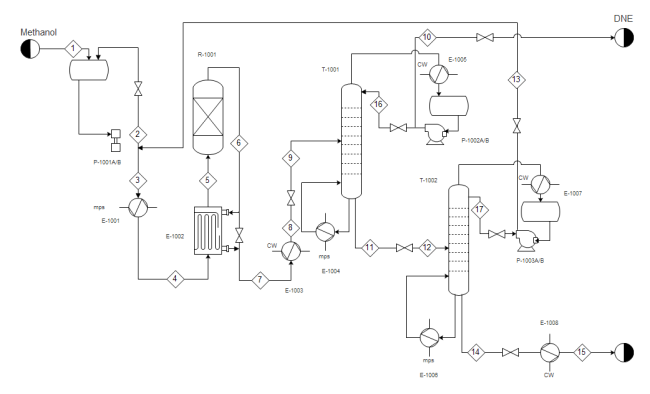 DNE
Methanol
1
10
R-1001
E-1005
T-1001
CW
13
16
2
6
9
P-1001A/B
P-1002A/B
T-1002
3
5
CW
mps
17
E-1007
E-1001
E-1002
8
CW
mps
11
12
4
7
E-1003
E-1004
P-1003A/B
E-1008
14
15
mps
E-1006
CW